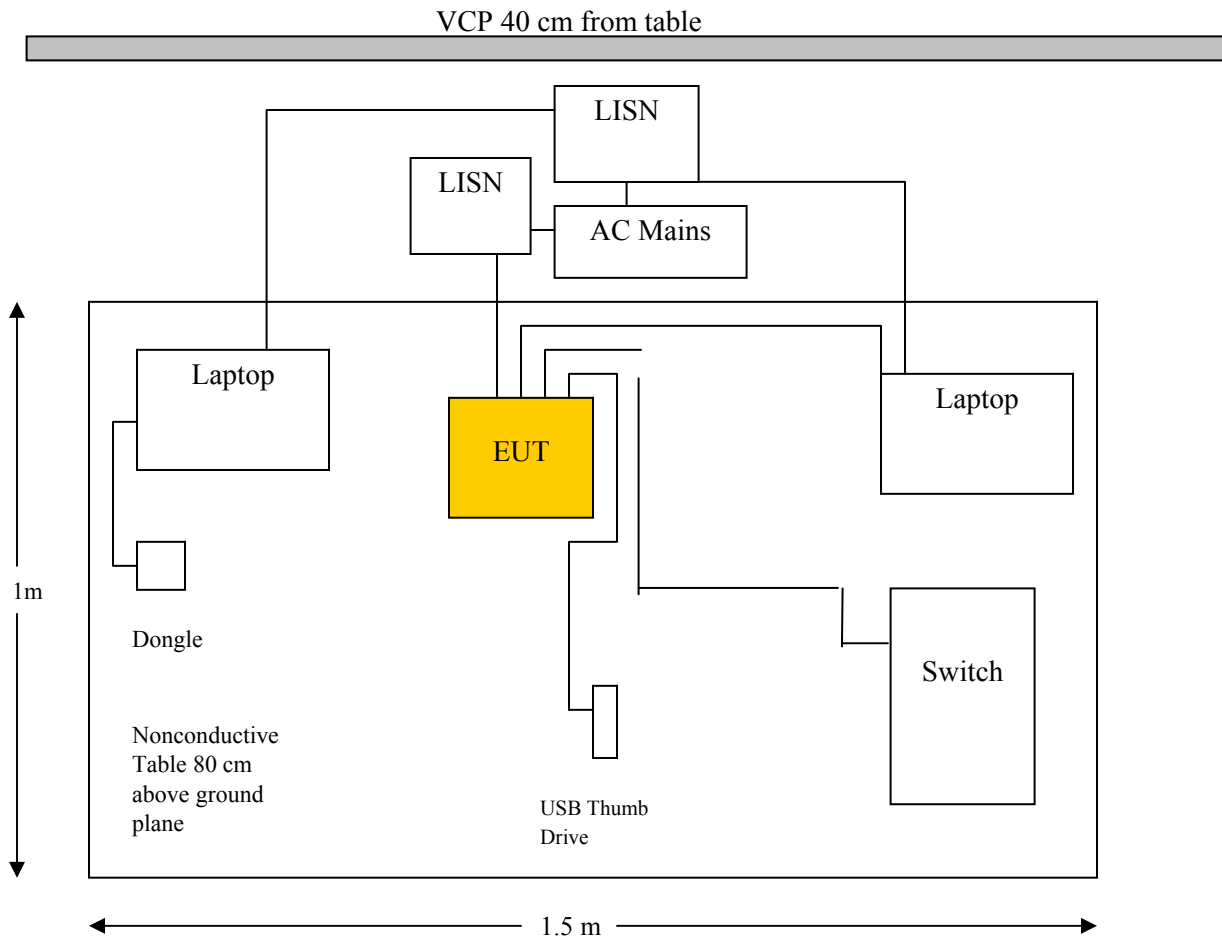 VCP 40 cm from table
LISN
LISN
AC Mains
Laptop
Laptop
EUT
1m
Dongle
Switch
Nonconductive
Table 80 cm
above ground
plane
USB Thumb
Drive
1.5 m